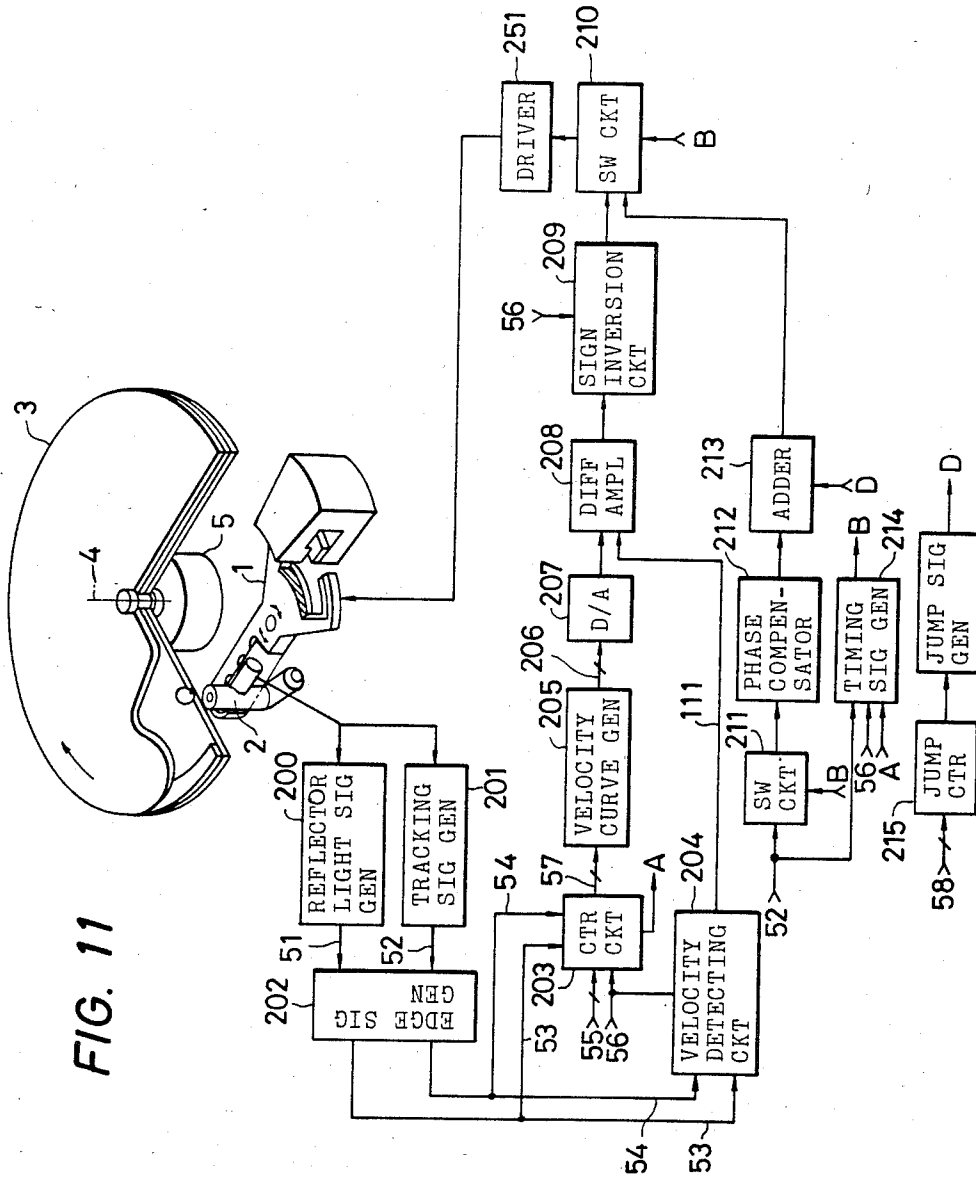 FIG. 11
3
4
5
1
2
200
REFLECTOR
LIGHT SIG
GEN
201
TRACKING
SIG GEN
51
52
202
EDGE SIG
GEN
54
53
203
CTR
CKT
55
56
57
A
205
VELOCITY
CURVE GEN
206
207
D/A
208
DIFF
AMPL
56
209
SIGN
INVERSION
CKT
251
DRIVER
210
SW CKT
B
204
VELOCITY
DETECTING
CKT
54
53
111
52
211
SW
CKT
B
212
PHASE
COMPEN-
SATOR
213
ADDER
D
214
TIMING
SIG GEN
B
56
A
58
215
JUMP
CTR
JUMP SIG
GEN
D